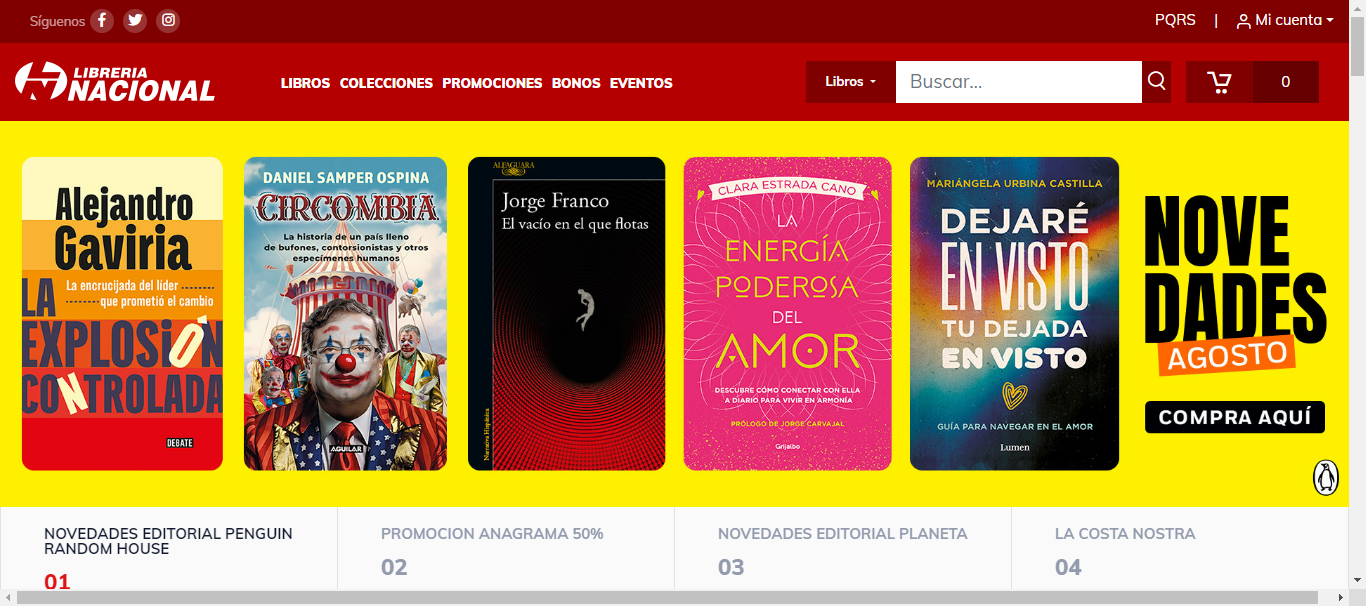 Síguenos
PQRS | Mi cuenta
LIBRERIA
NACIONAL
LIBROS COLECCIONES PROMOCIONES BONOS EVENTOS
Libros
Buscar...
0
Alejandro
Gaviria
La encrucijada del líder
que prometió el cambio
LA
EXPLOSIÓN
CONTROLADA
DEBATE
DANIEL SAMPER OSPINA
CIRCOMBIA
La historia de un país lleno
de bufones, contorsionistas y otros
especímenes humanos
AGUILAR
ALFAGUARA
Jorge Franco
El vacío en el que flotas
Narrativa Hispánica
CLARA ESTRADA CANO
LA
ENERGÍA
PODEROSA
DEL
AMOR
DESCUBRE CÓMO CONECTAR CON ELLA
A DIARIO PARA VIVIR EN ARMONÍA
PRÓLOGO DE JORGE CARVAJAL
Grijalbo
MARIÁNGELA URBINA CASTILLA
DEJARÉ
EN VISTO
TU DEJADA
EN VISTO
GUÍA PARA NAVEGAR EN EL AMOR
Lumen
NOVE
DADES
AGOSTO
COMPRA AQUÍ
NOVEDADES EDITORIAL PENGUIN
RANDOM HOUSE
01
PROMOCION ANAGRAMA 50%
02
NOVEDADES EDITORIAL PLANETA
03
LA COSTA NOSTRA
04